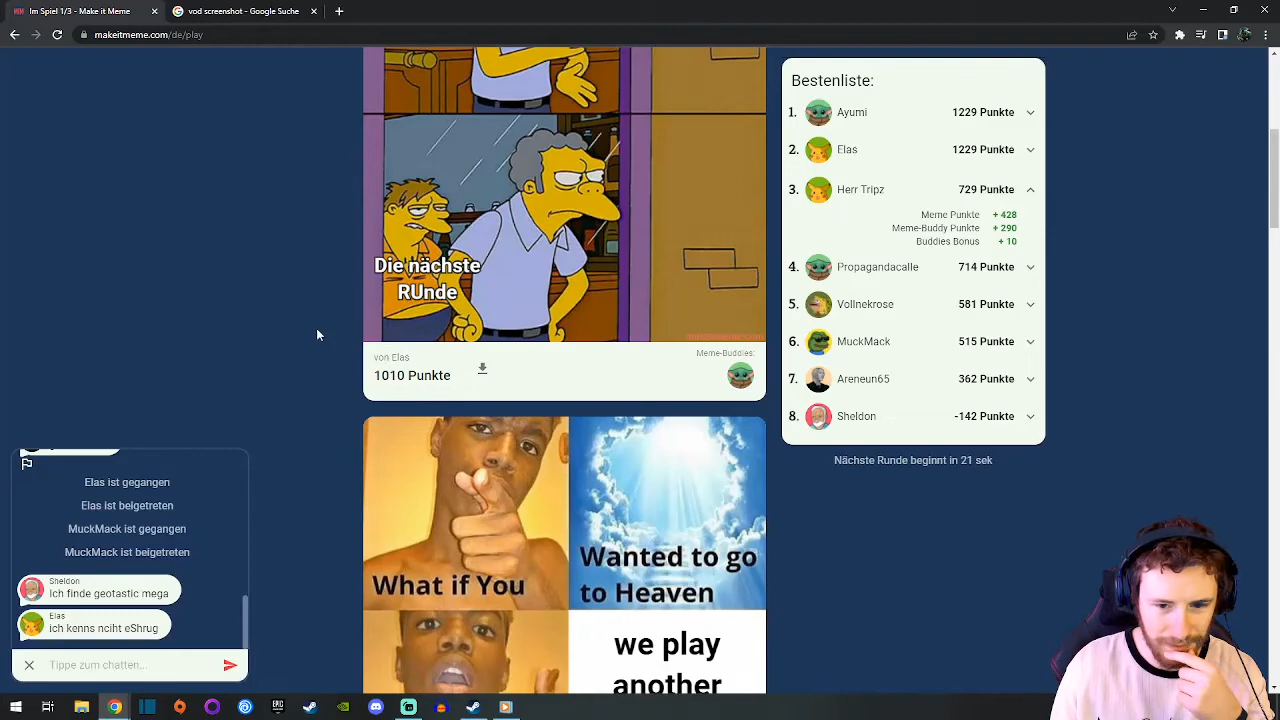 Im Spiel 1/3 - Make it Meme
vod screenshot - Google Suche
makeitmeme.com/de/play
Die nächste
RUnde
von Elas
1010 Punkte
Meme-Buddies:
What if You
Wanted to go
to Heaven
we play
another
Bestenliste:
1. Ayumi 1229 Punkte
2. Elas 1229 Punkte
3. Herr Tripz 729 Punkte
Meme Punkte + 428
Meme-Buddy Punkte + 290
Buddies Bonus + 10
4. Propagandacalle 714 Punkte
5. Vollnekrose 581 Punkte
6. MuckMack 515 Punkte
7. Areneun65 362 Punkte
8. Sheldon -142 Punkte
Nächste Runde beginnt in 21 sek
Elas ist gegangen
Elas ist beigetreten
MuckMack ist gegangen
MuckMack ist beigetreten
Sheldon
ich finde geotastic mega
Elas
ich kenns nciht eShrug
Tippe zum chatten...
EPIC